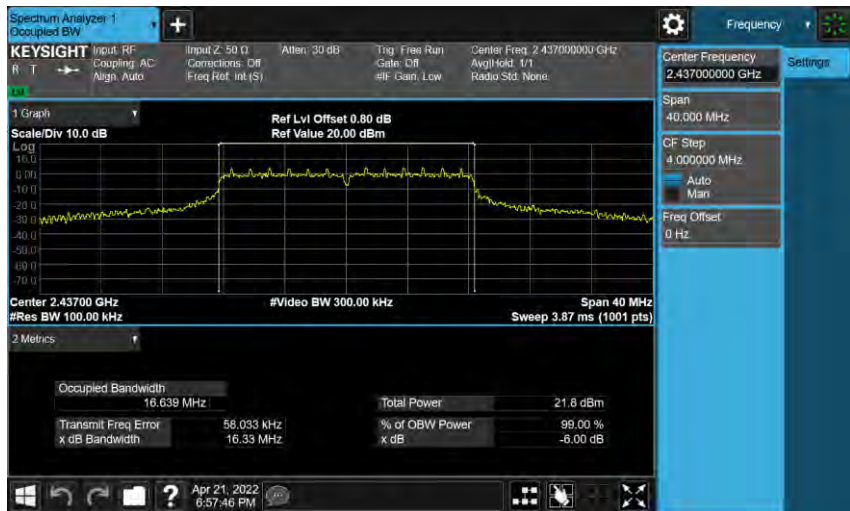 Spectrum Analyzer 1
Occupied BW
+
Frequency
KEYSIGHT
R T
Input: RF
Coupling: AC
Align: Auto
Input Z: 50 Ω
Corrections: Off
Freq Ref: Int (S)
Atten: 30 dB
Trig: Free Run
Gate: Off
#IF Gain: Low
Center Freq: 2.437000000 GHz
Avg|Hold: 1/1
Radio Std: None
Center Frequency
2.437000000 GHz
Settings
Span
40.000 MHz
CF Step
4.000000 MHz
Auto
Man
Freq Offset
0 Hz
1 Graph
Scale/Div 10.0 dB
Ref Lvl Offset 0.80 dB
Ref Value 20.00 dBm
Log
10.0
0.00
-10.0
-20.0
-30.0
-40.0
-50.0
-60.0
-70.0
Center 2.43700 GHz
#Res BW 100.00 kHz
#Video BW 300.00 kHz
Span 40 MHz
Sweep 3.87 ms (1001 pts)
2 Metrics
Occupied Bandwidth
16.639 MHz
Total Power 21.8 dBm
Transmit Freq Error 58.033 kHz
% of OBW Power 99.00 %
x dB Bandwidth 16.33 MHz
x dB -6.00 dB
?
Apr 21, 2022
6:57:46 PM